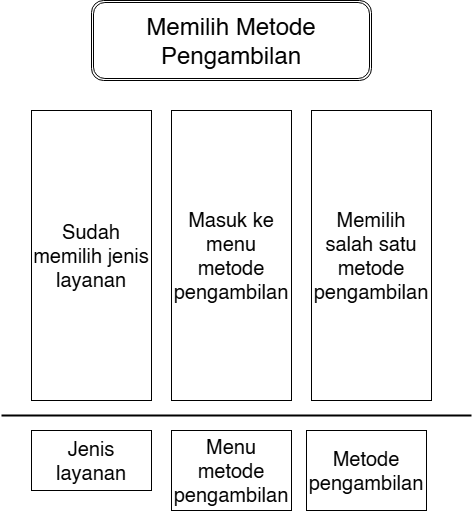 Memilih Metode
Pengambilan
Sudah
memilih jenis
layanan
Masuk ke
menu
metode
pengambilan
Memilih
salah satu
metode
pengambilan
Jenis
layanan
Menu
metode
pengambilan
Metode
pengambilan